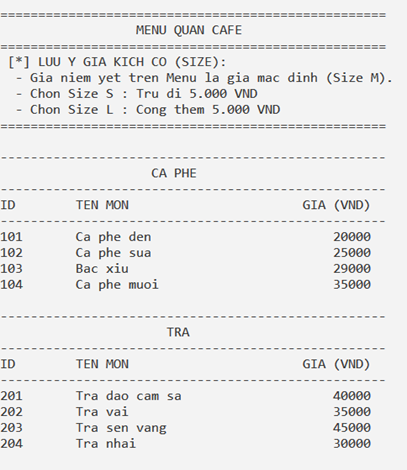 ===================================================
MENU QUAN CAFE
===================================================
[*] LUU Y GIA KICH CO (SIZE):
- Gia niem yet tren Menu la gia mac dinh (Size M).
- Chon Size S : Tru di 5.000 VND
- Chon Size L : Cong them 5.000 VND
===================================================
---------------------------------------------------
CA PHE
---------------------------------------------------
ID TEN MON GIA (VND)
---------------------------------------------------
101 Ca phe den 20000
102 Ca phe sua 25000
103 Bac xiu 29000
104 Ca phe muoi 35000
---------------------------------------------------
TRA
---------------------------------------------------
ID TEN MON GIA (VND)
---------------------------------------------------
201 Tra dao cam sa 40000
202 Tra vai 35000
203 Tra sen vang 45000
204 Tra nhai 30000